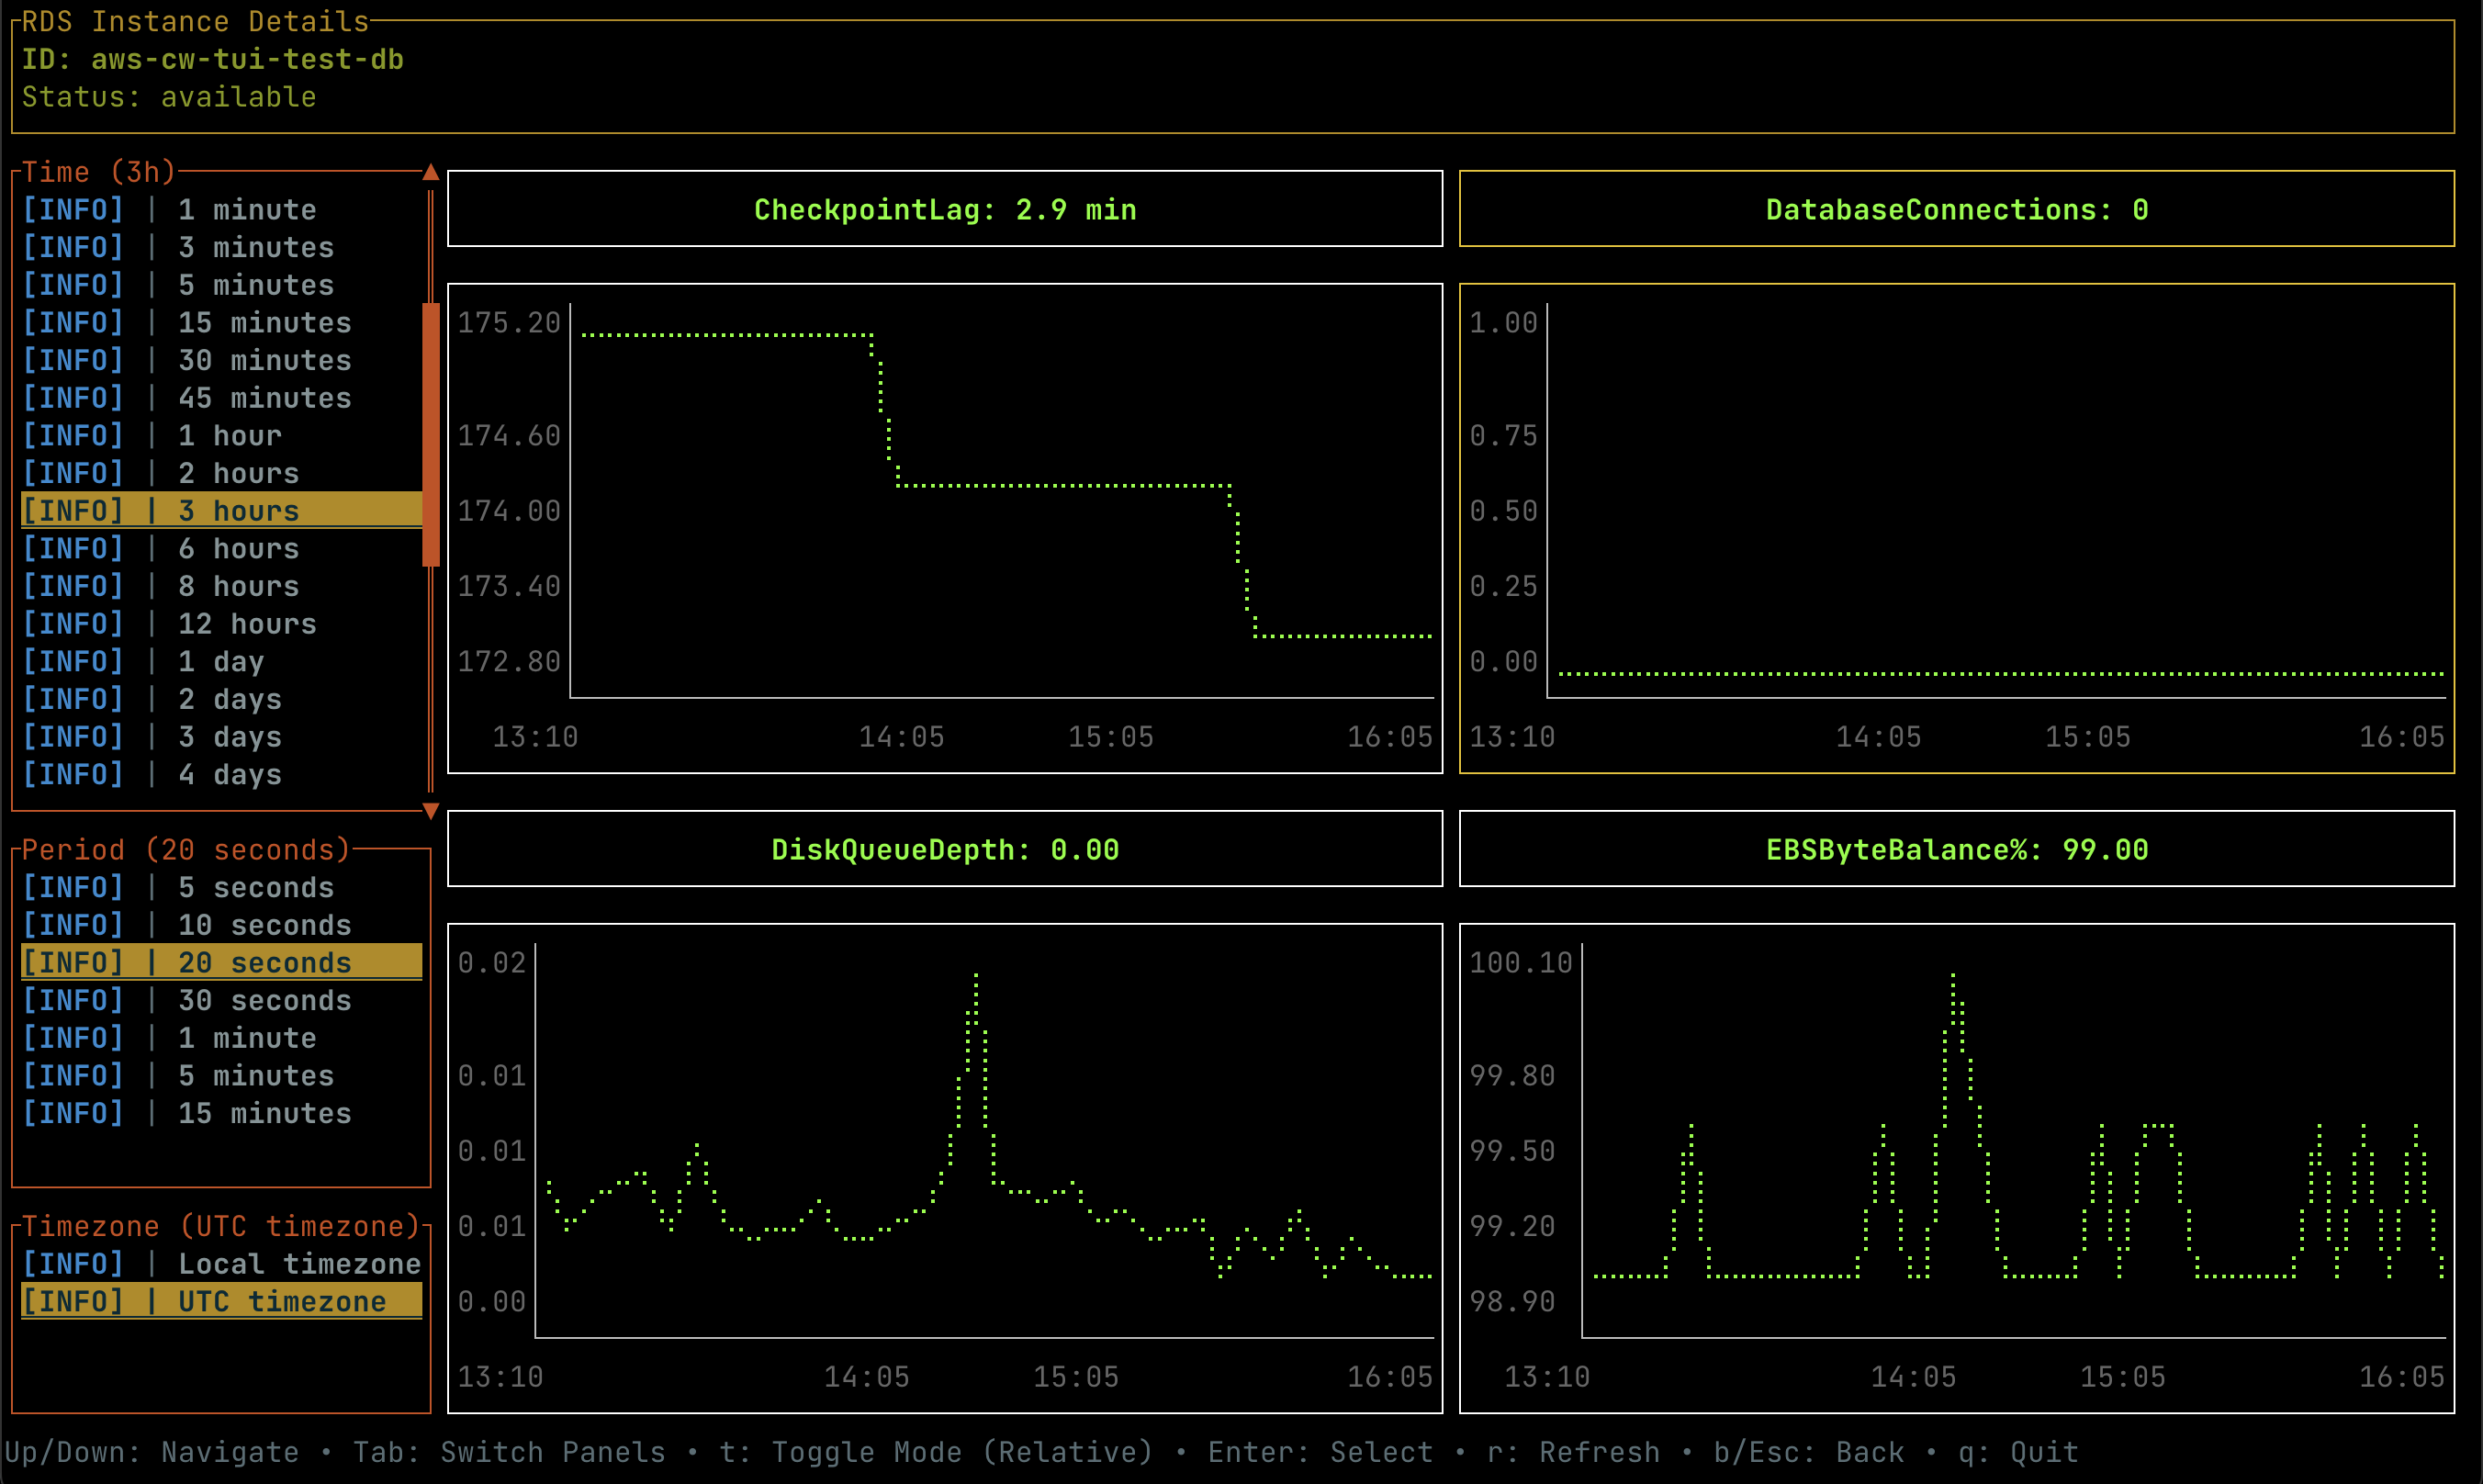 RDS Instance Details
ID: aws-cw-tui-test-db
Status: available
Time (3h)
[INFO] | 1 minute
[INFO] | 3 minutes
[INFO] | 5 minutes
[INFO] | 15 minutes
[INFO] | 30 minutes
[INFO] | 45 minutes
[INFO] | 1 hour
[INFO] | 2 hours
[INFO] | 3 hours
[INFO] | 6 hours
[INFO] | 8 hours
[INFO] | 12 hours
[INFO] | 1 day
[INFO] | 2 days
[INFO] | 3 days
[INFO] | 4 days
Period (20 seconds)
[INFO] | 5 seconds
[INFO] | 10 seconds
[INFO] | 20 seconds
[INFO] | 30 seconds
[INFO] | 1 minute
[INFO] | 5 minutes
[INFO] | 15 minutes
Timezone (UTC timezone)
[INFO] | Local timezone
[INFO] | UTC timezone
CheckpointLag: 2.9 min
175.20
174.60
174.00
173.40
172.80
13:10 14:05 15:05 16:05
DatabaseConnections: 0
1.00
0.75
0.50
0.25
0.00
13:10 14:05 15:05 16:05
DiskQueueDepth: 0.00
0.02
0.01
0.01
0.01
0.00
13:10 14:05 15:05 16:05
EBSByteBalance%: 99.00
100.10
99.80
99.50
99.20
98.90
13:10 14:05 15:05 16:05
Up/Down: Navigate • Tab: Switch Panels • t: Toggle Mode (Relative) • Enter: Select • r: Refresh • b/Esc: Back • q: Quit